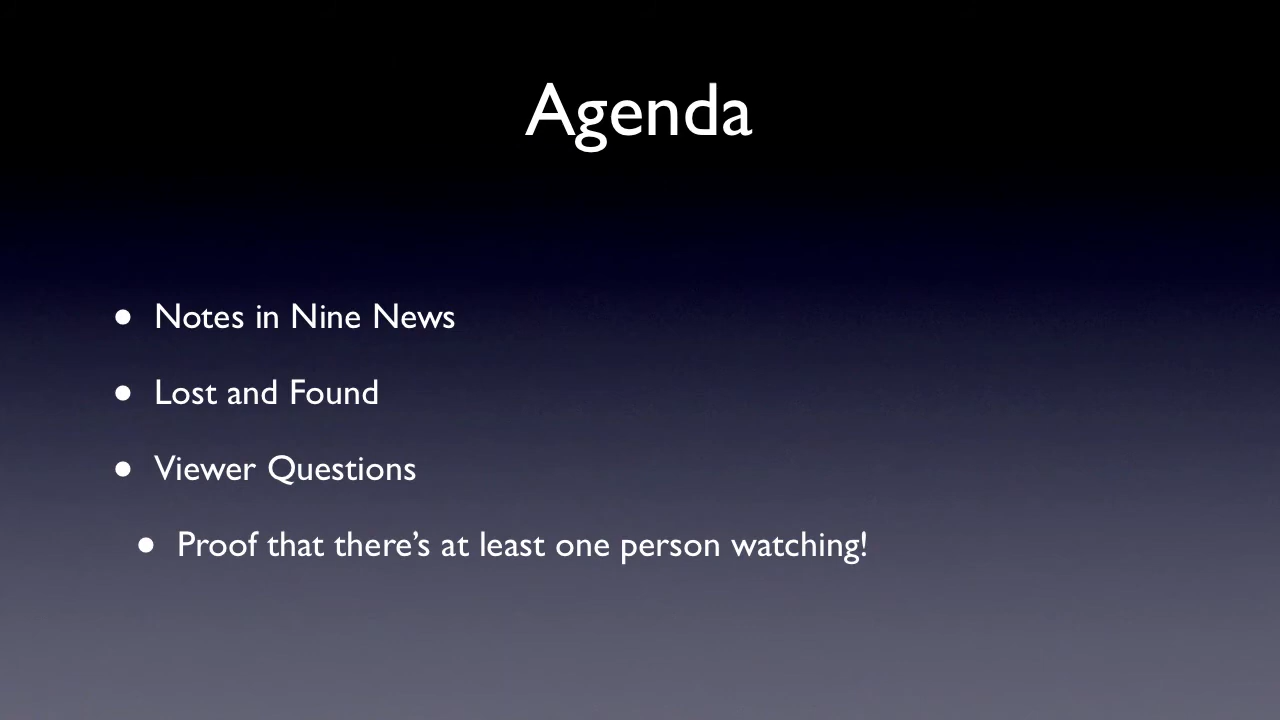 Agenda
• Notes in Nine News
• Lost and Found
• Viewer Questions
• Proof that there’s at least one person watching!